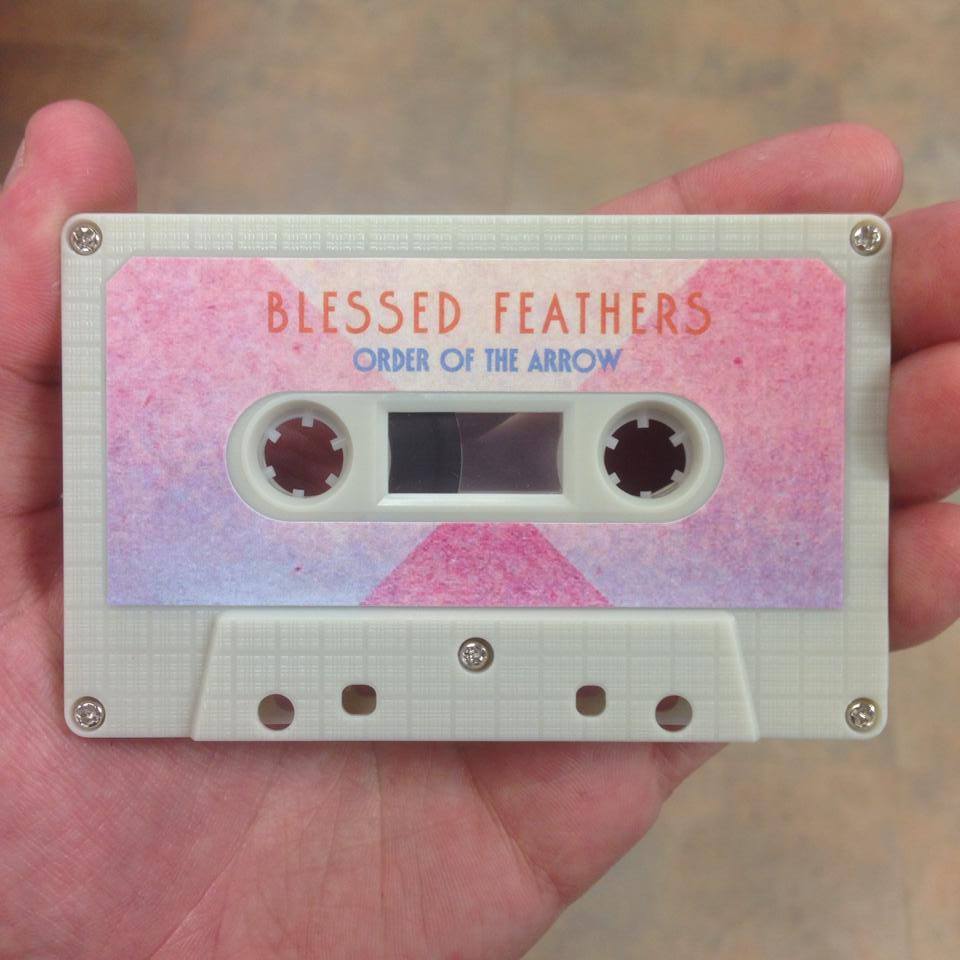 BLESSED FEATHERS
ORDER OF THE ARROW